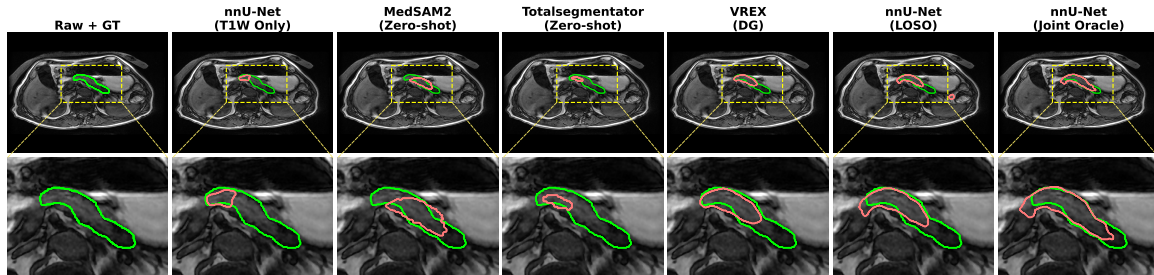 Raw + GT
nnU-Net
(T1W Only)
MedSAM2
(Zero-shot)
Totalsegmentator
(Zero-shot)
VREX
(DG)
nnU-Net
(LOSO)
nnU-Net
(Joint Oracle)